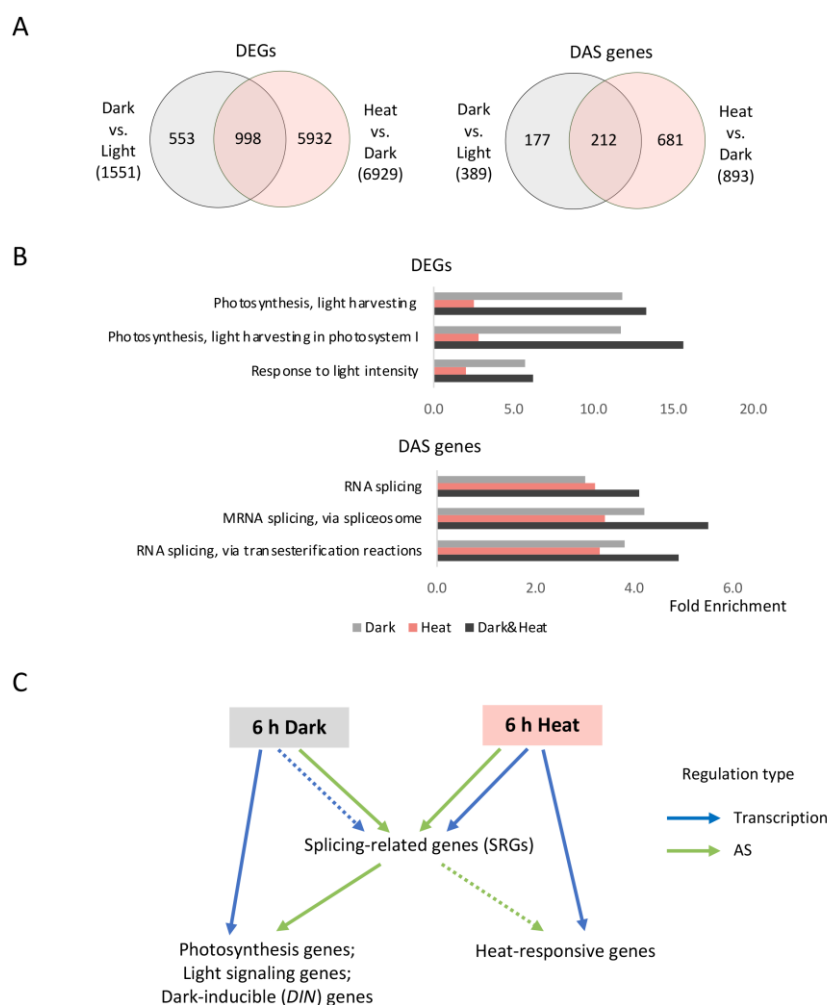 A
DEGs
Dark
vs.
Light
(1551)
553
998
5932
Heat
vs.
Dark
(6929)
DAS genes
Dark
vs.
Light
(389)
177
212
681
Heat
vs.
Dark
(893)
B
DEGs
Photosynthesis, light harvesting
Photosynthesis, light harvesting in photosystem I
Response to light intensity
0.0 5.0 10.0 15.0 20.0
DAS genes
RNA splicing
MRNA splicing, via spliceosome
RNA splicing, via transesterification reactions
0.0 2.0 4.0 6.0
Fold Enrichment
Dark Heat Dark&Heat
C
6 h Dark
6 h Heat
Regulation type
Transcription
AS
Splicing-related genes (SRGs)
Photosynthesis genes;
Light signaling genes;
Dark-inducible (DIN) genes
Heat-responsive genes